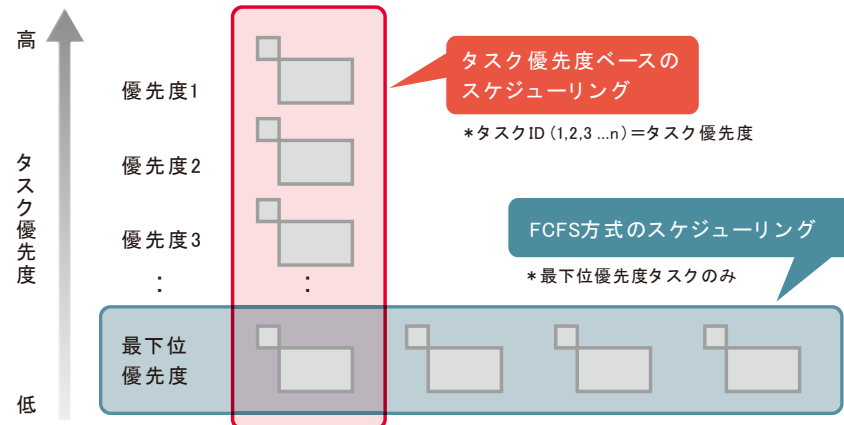 高
タスク優先度ベースの
スケジューリング
優先度1
*タスクID (1,2,3 ...n)=タスク優先度
タスク優先度
優先度2
FCFS方式のスケジューリング
優先度3
*最下位優先度タスクのみ
:
:
最下位
優先度
低